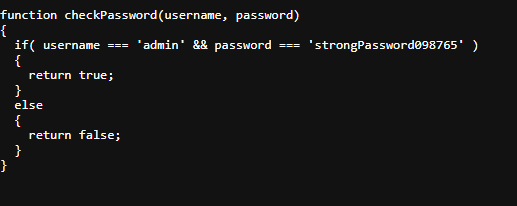 function checkPassword(username, password)
{
  if( username === 'admin' && password === 'strongPassword098765' )
  {
    return true;
  }
  else
  {
    return false;
  }
}